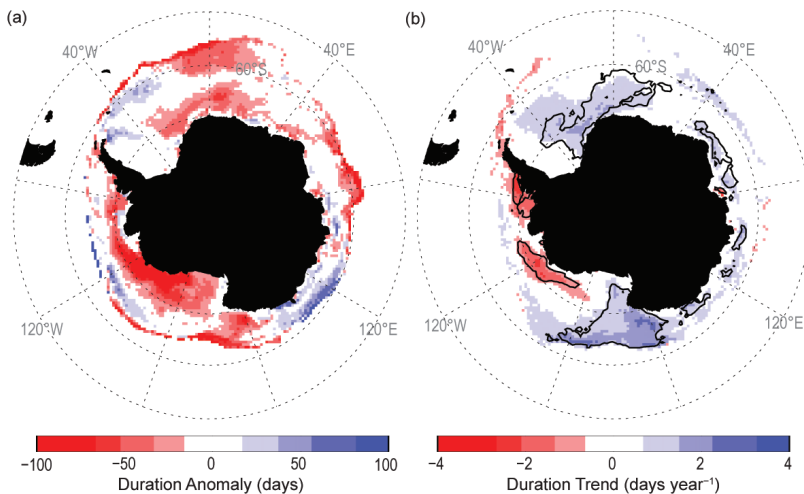 (a)
(b)
40°W
40°E
60°S
120°W
120°E
40°W
40°E
60°S
120°W
120°E
−100 −50 0 50 100
Duration Anomaly (days)
−4 −2 0 2 4
Duration Trend (days year⁻¹)